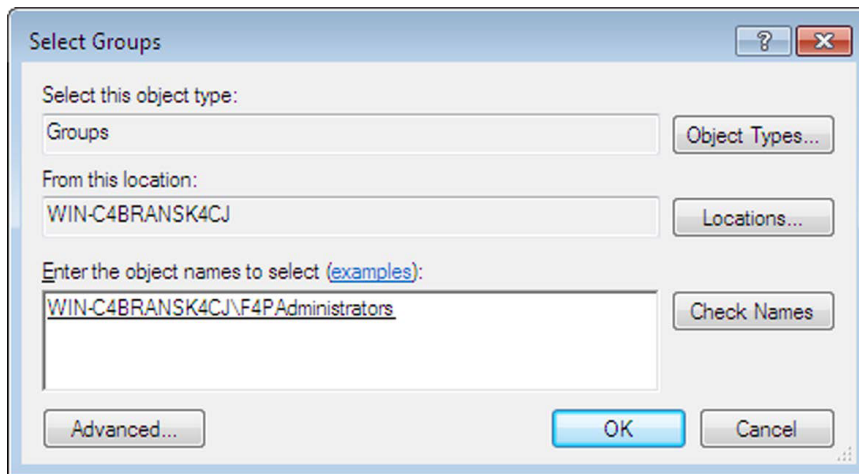 Select Groups
Select this object type:
Groups
Object Types...
From this location:
WIN-C4BRANSK4CJ
Locations...
Enter the object names to select (examples):
WIN-C4BRANSK4CJ\F4PAdministrators
Check Names
Advanced...
OK
Cancel